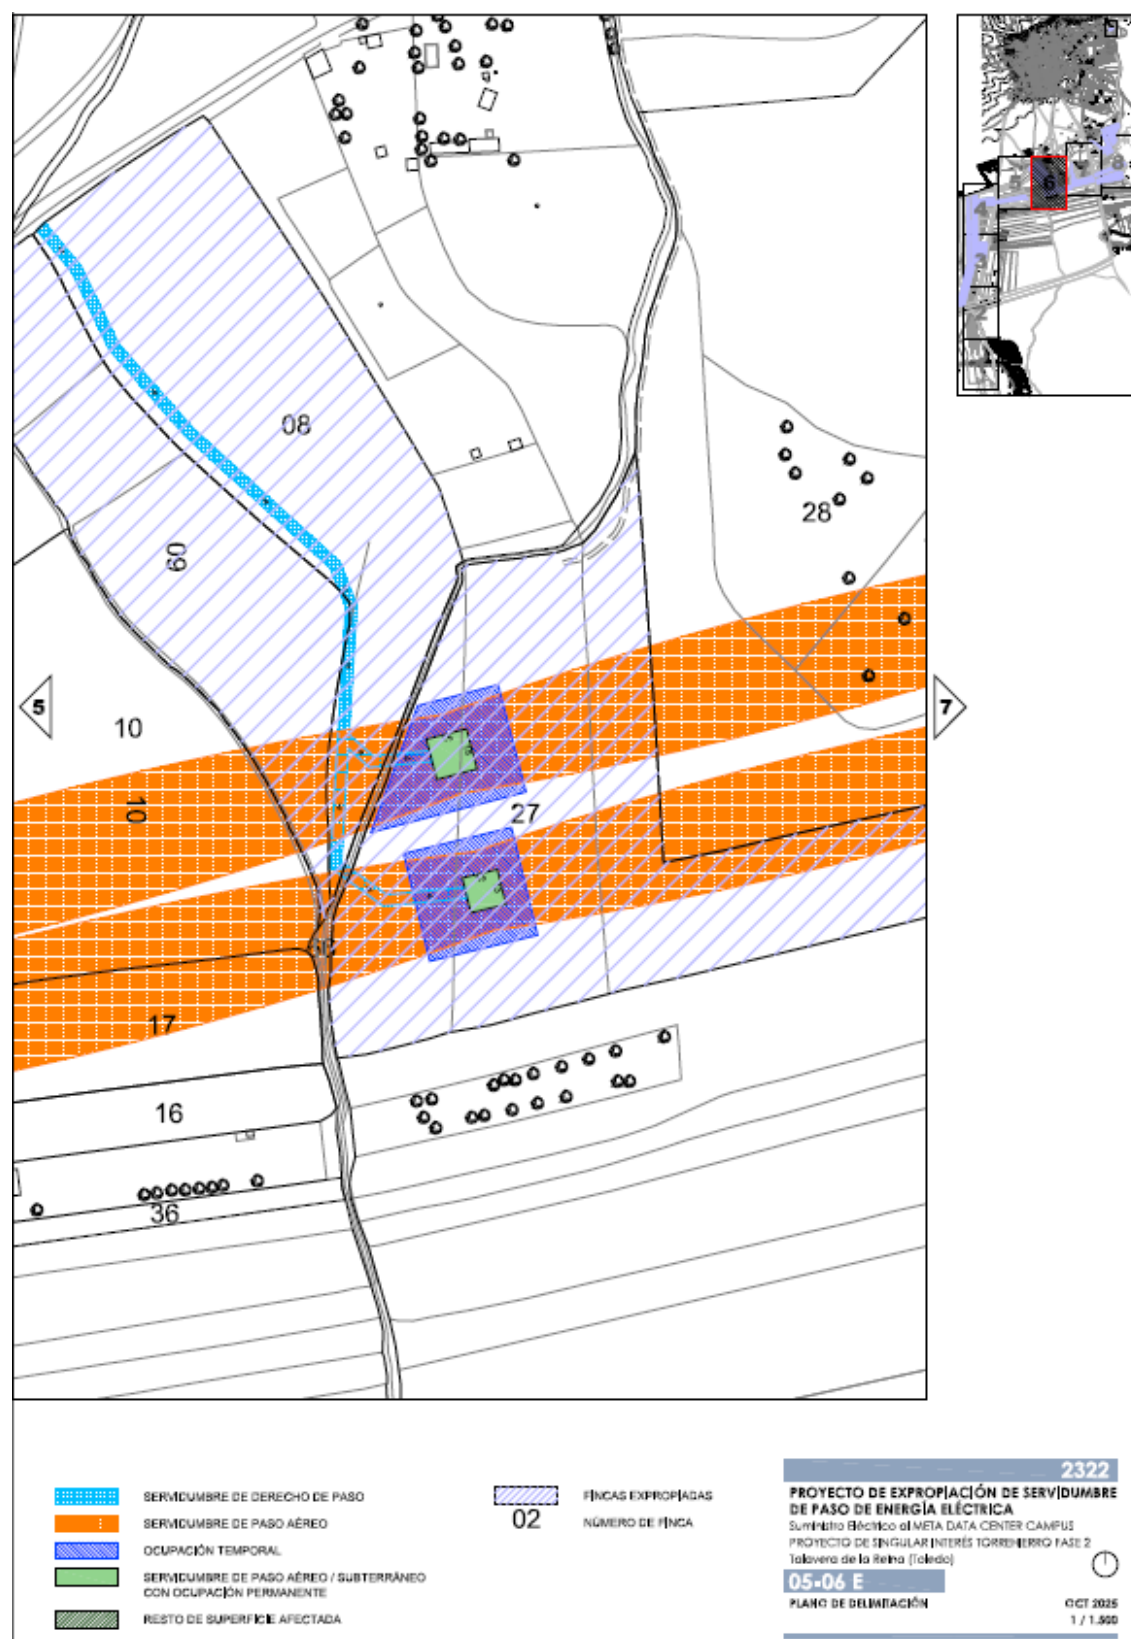 6
8
08
09
28
5
10
7
10
27
17
16
36
SERVIDUMBRE DE DERECHO DE PASO
SERVIDUMBRE DE PASO AÉREO
OCUPACIÓN TEMPORAL
SERVIDUMBRE DE PASO AÉREO / SUBTERRÁNEO
CON OCUPACIÓN PERMANENTE
RESTO DE SUPERFICIE AFECTADA
FINCAS EXPROPIADAS
02 NÚMERO DE FINCA
2322
PROYECTO DE EXPROPIACIÓN DE SERVIDUMBRE
DE PASO DE ENERGÍA ELÉCTRICA
Suministro Eléctrico al META DATA CENTER CAMPUS
PROYECTO DE SINGULAR INTERÉS TORREHIERRO FASE 2
Talavera de la Reina (Toledo)
05-06 E
PLANO DE DELIMITACIÓN
OCT 2025
1 / 1.500